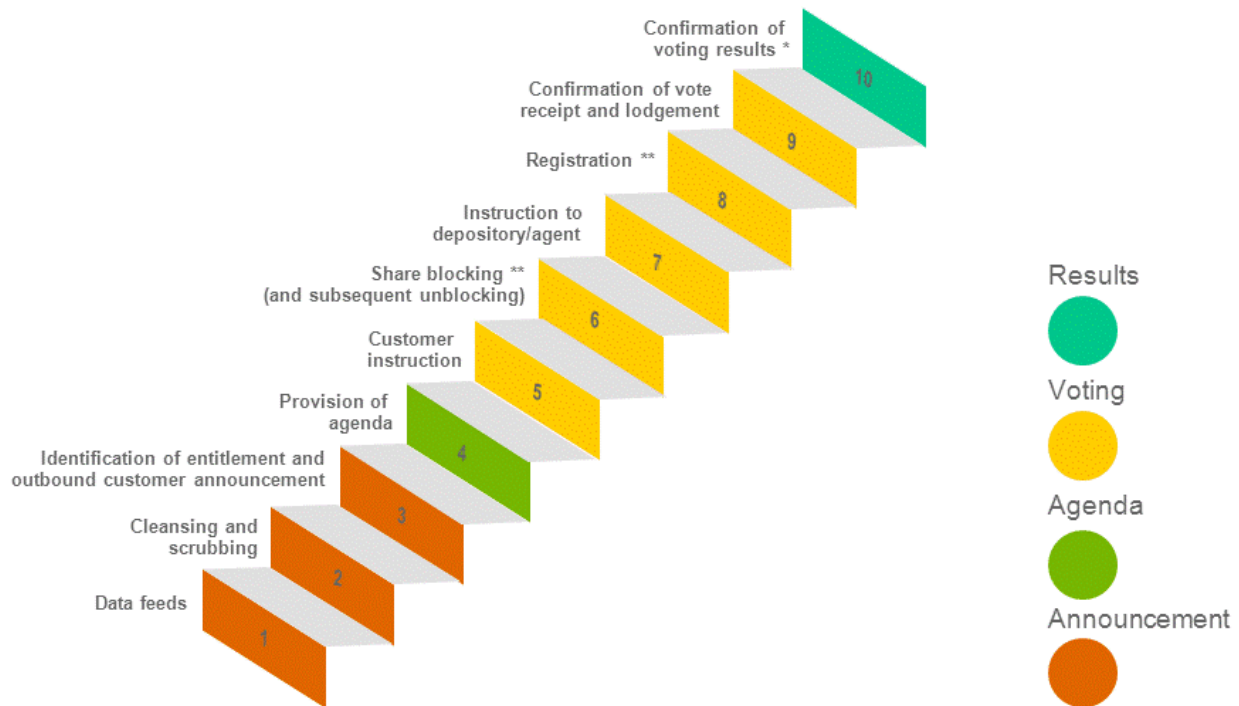 Confirmation of
voting results *
10
Confirmation of vote
receipt and lodgement
9
Registration **
8
Instruction to
depository/agent
7
Share blocking **
(and subsequent unblocking)
6
Customer
instruction
5
Provision of
agenda
4
Identification of entitlement and
outbound customer announcement
3
Cleansing and
scrubbing
2
Data feeds
1
Results
Voting
Agenda
Announcement